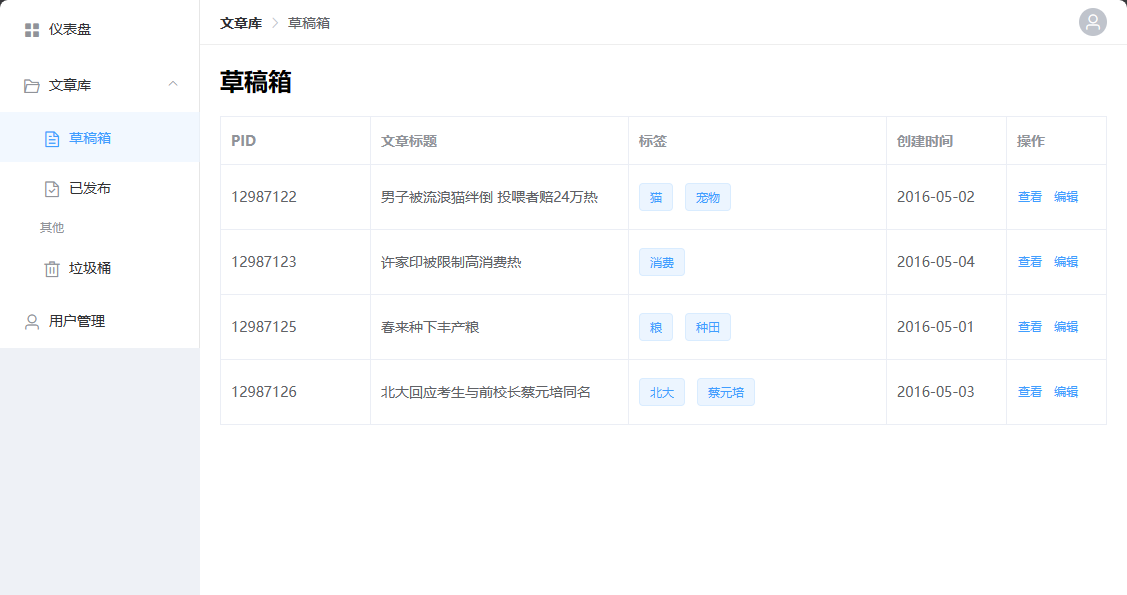 仪表盘
文章库
草稿箱
已发布
其他
垃圾桶
用户管理
文章库 草稿箱
草稿箱
PID 文章标题 标签 创建时间 操作
12987122 男子被流浪猫绊倒 投喂者赔24万热 猫 宠物 2016-05-02 查看 编辑
12987123 许家印被限制高消费热 消费 2016-05-04 查看 编辑
12987125 春来种下丰产粮 粮 种田 2016-05-01 查看 编辑
12987126 北大回应考生与前校长蔡元培同名 北大 蔡元培 2016-05-03 查看 编辑